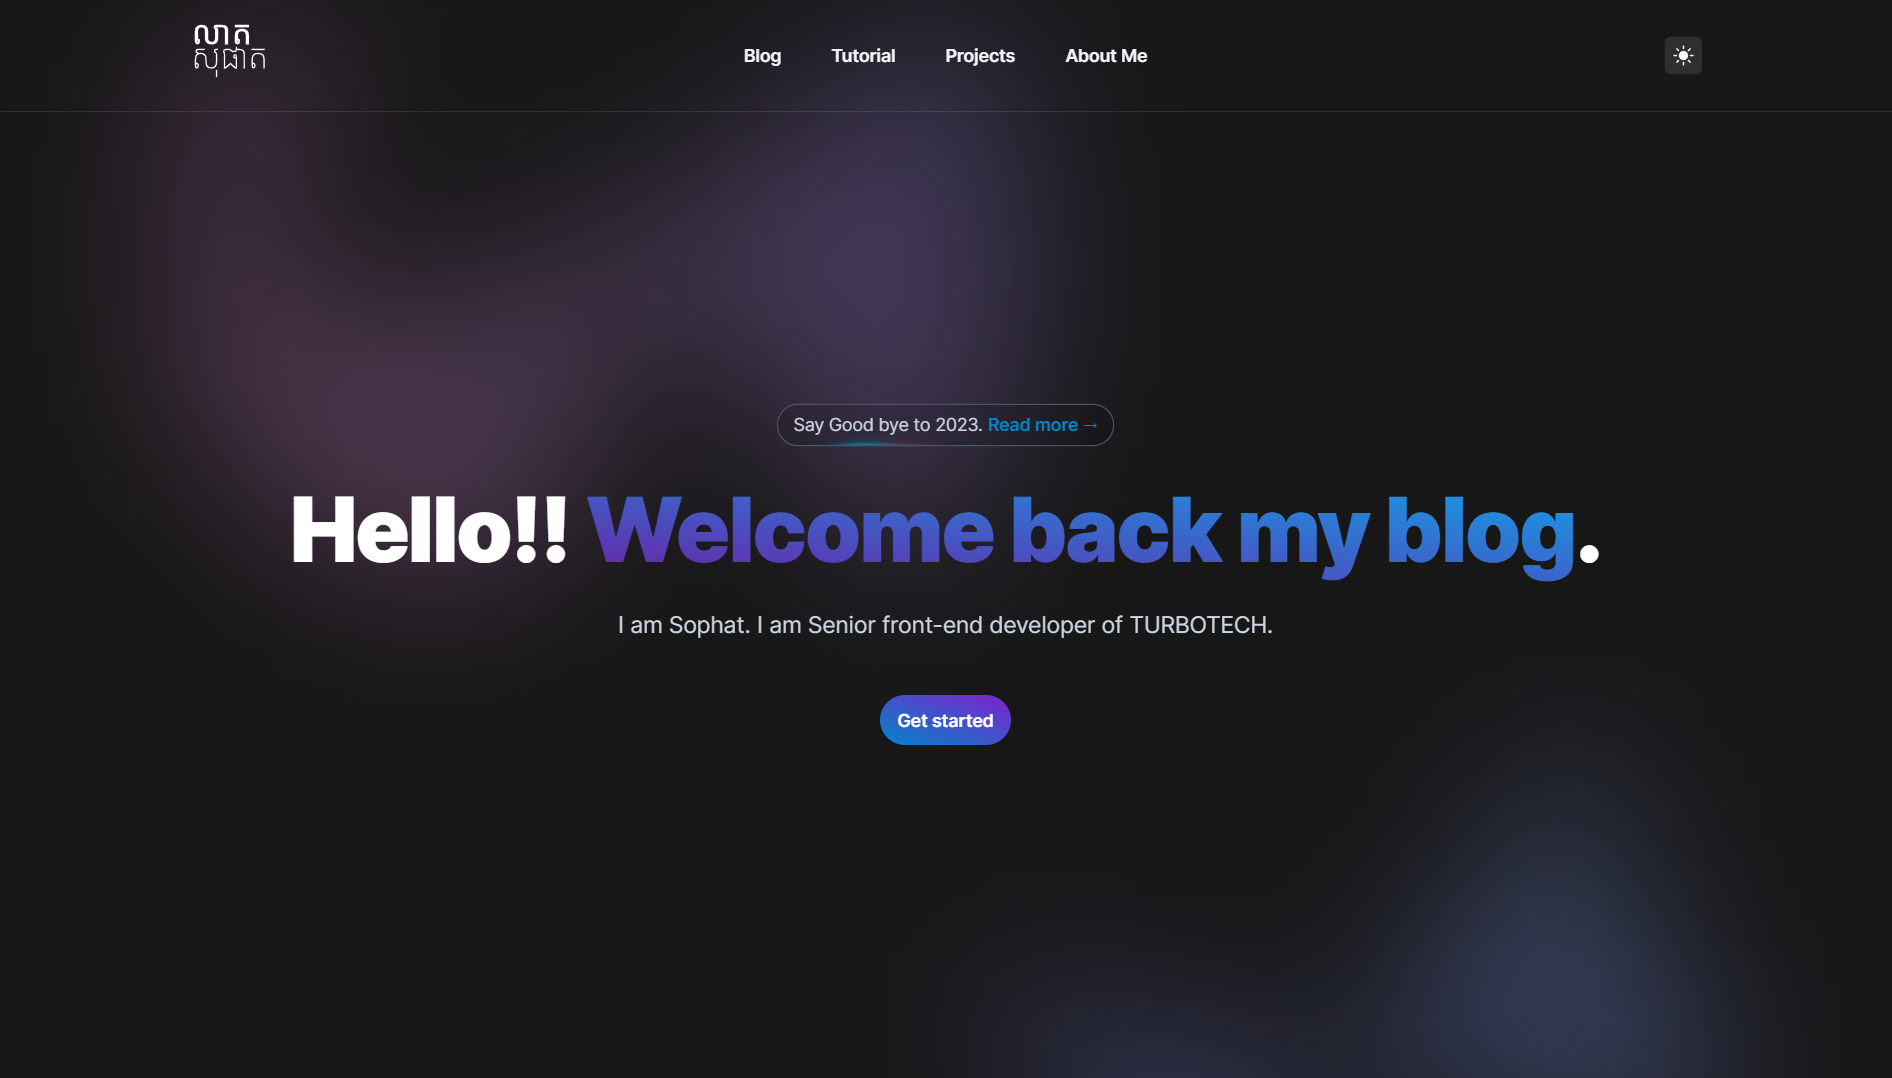 លាត
សុផាត
Blog
Tutorial
Projects
About Me
Say Good bye to 2023. Read more →
Hello!! Welcome back my blog.
I am Sophat. I am Senior front-end developer of TURBOTECH.
Get started